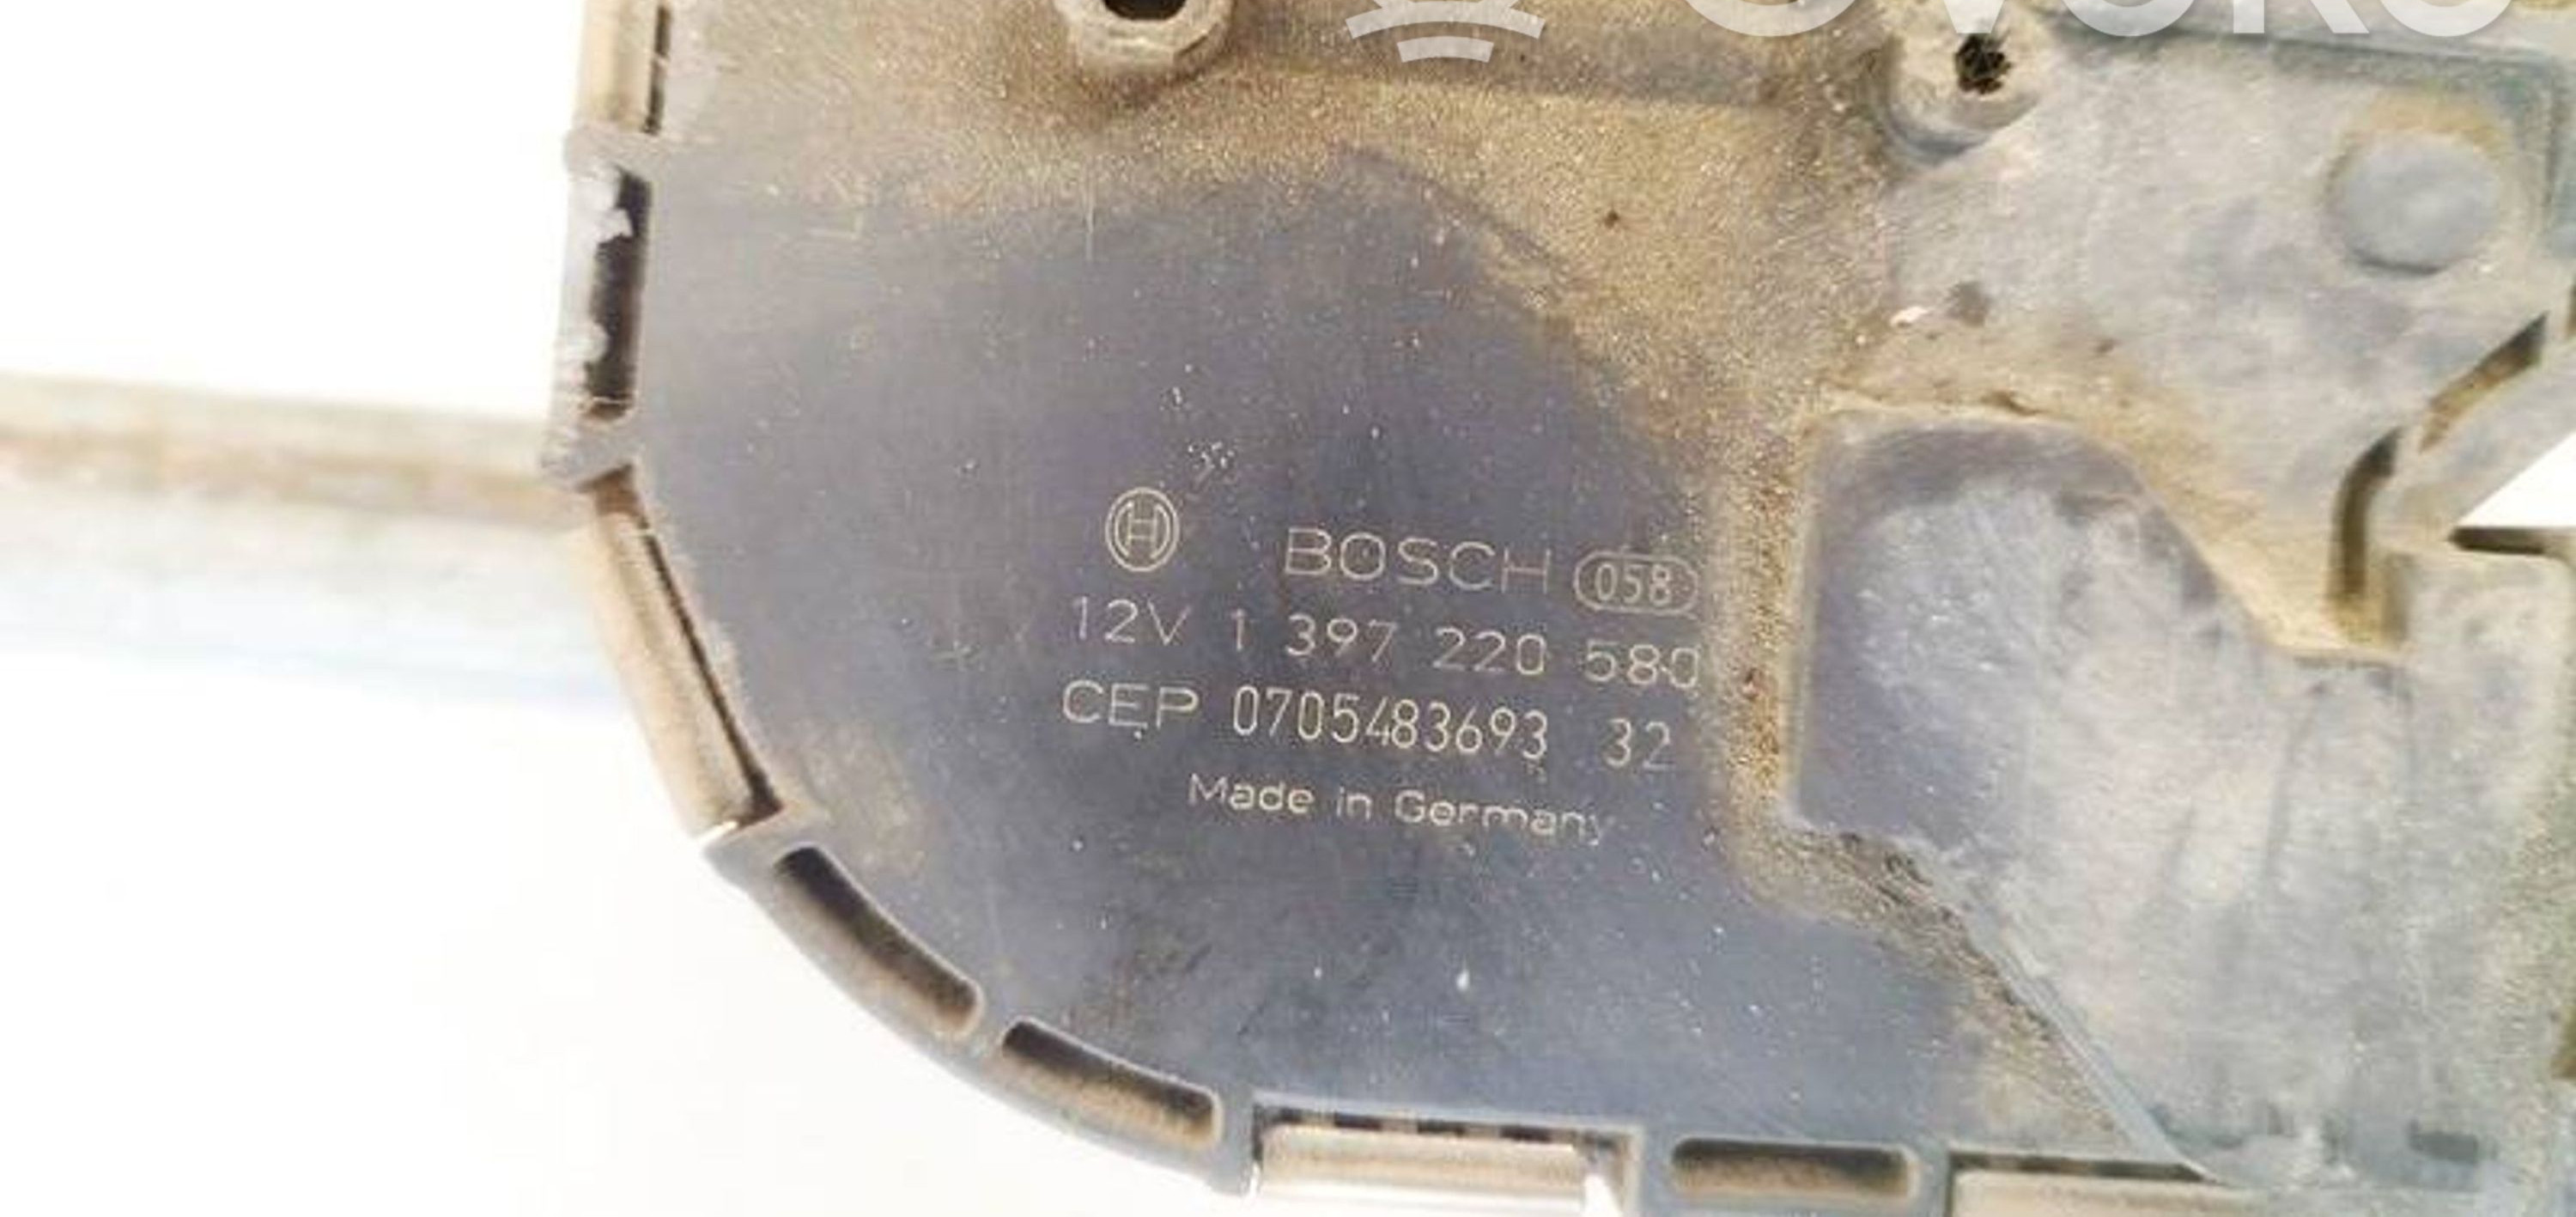 BOSCH 058
12V 1 397 220 580
CEP 0705483693 32
Made in Germany